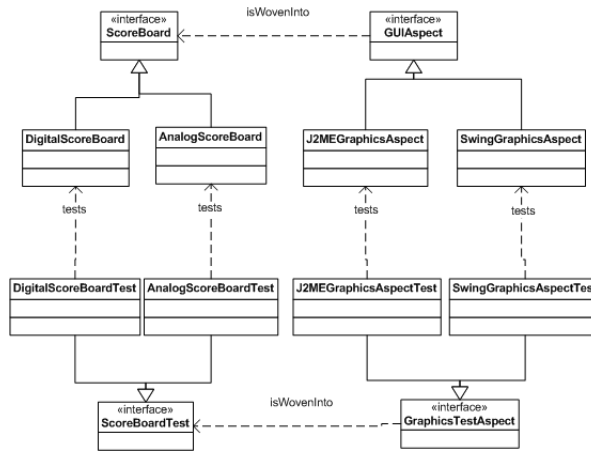 isWovenInto
«interface»
ScoreBoard
«interface»
GUIAspect
DigitalScoreBoard
AnalogScoreBoard
J2MEGraphicsAspect
SwingGraphicsAspect
tests
tests
tests
tests
DigitalScoreBoardTest
AnalogScoreBoardTest
J2MEGraphicsAspectTest
SwingGraphicsAspectTest
isWovenInto
«interface»
ScoreBoardTest
«interface»
GraphicsTestAspect